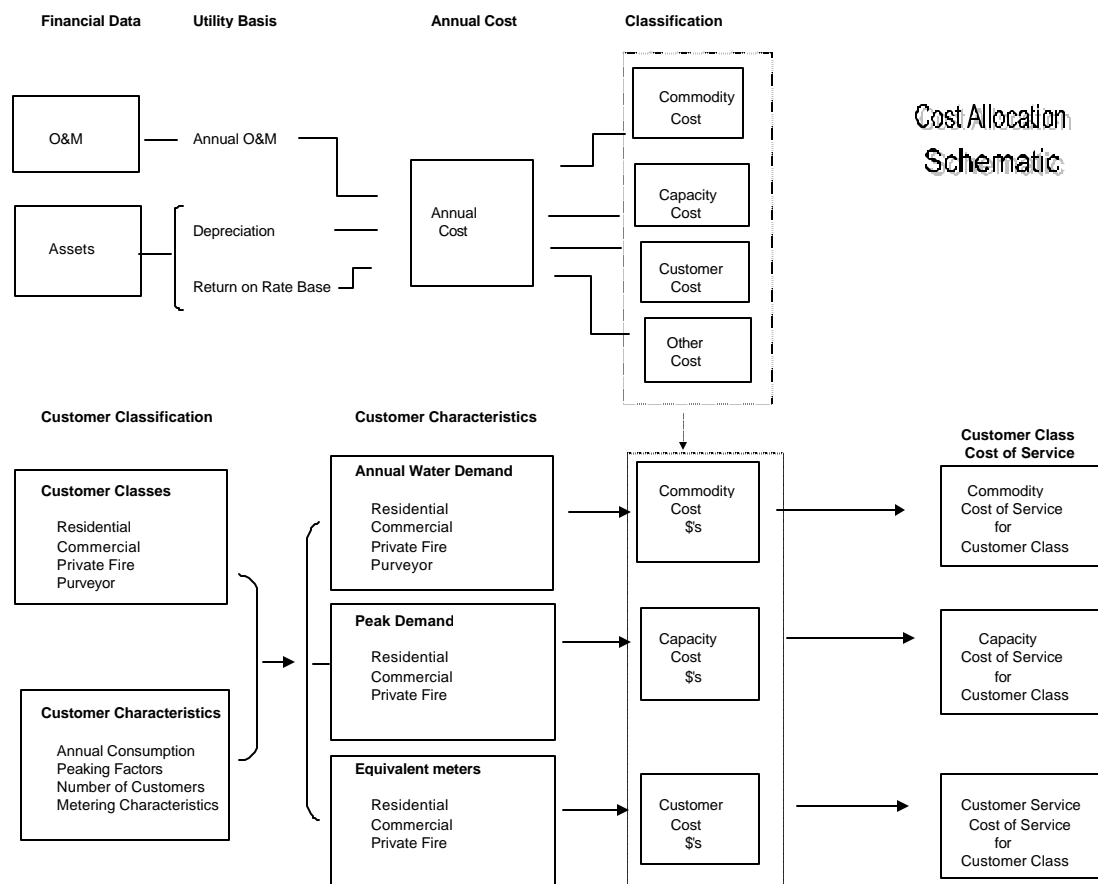 Financial Data
Utility Basis
Annual Cost
Classification
O&M
Annual O&M
Assets
Depreciation
Return on Rate Base
Annual
Cost
Commodity
Cost
Capacity
Cost
Customer
Cost
Other
Cost
Cost Allocation
Schematic
Customer Classification
Customer Characteristics
Customer Class
Cost of Service
Customer Classes
Residential
Commercial
Private Fire
Purveyor
Customer Characteristics
Annual Consumption
Peaking Factors
Number of Customers
Metering Characteristics
Annual Water Demand
Residential
Commercial
Private Fire
Purveyor
Peak Demand
Residential
Commercial
Private Fire
Equivalent meters
Residential
Commercial
Private Fire
Commodity
Cost
$'s
Capacity
Cost
$'s
Customer
Cost
$'s
Commodity
Cost of Service
for
Customer Class
Capacity
Cost of Service
for
Customer Class
Customer Service
Cost of Service
for
Customer Class